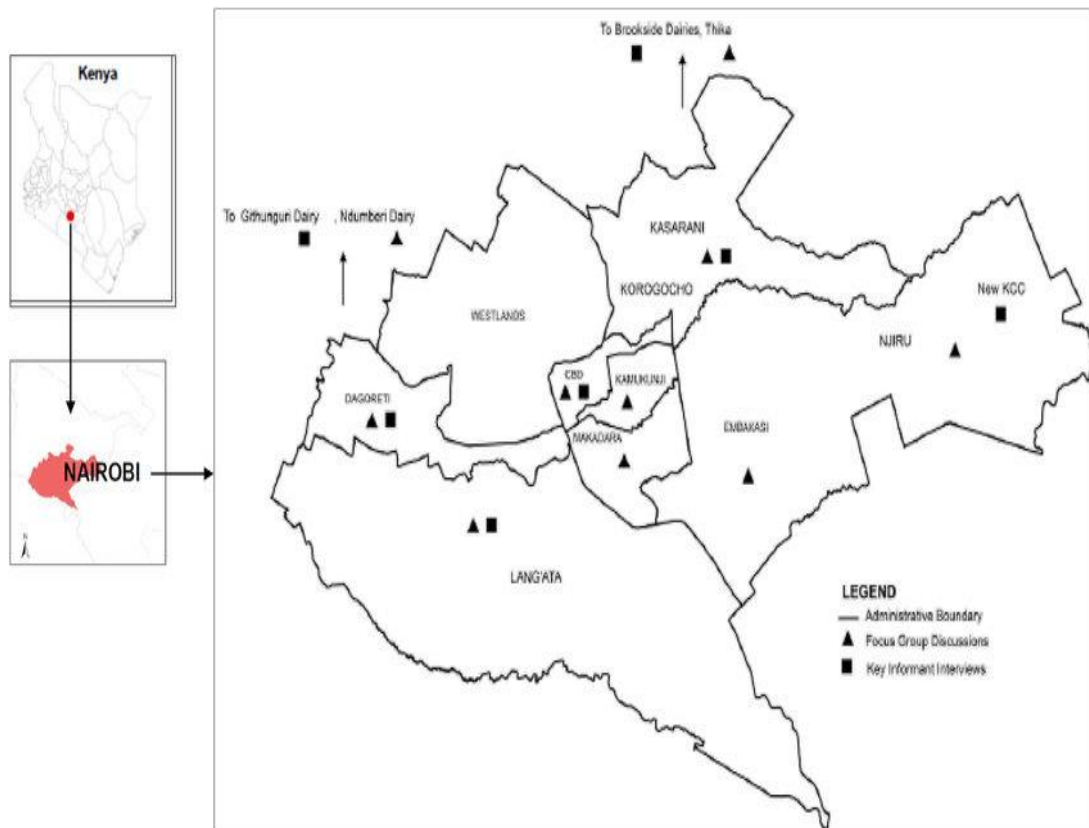 Kenya
NAIROBI
N
To Brookside Dairies, Thika
To Githunguri Dairy , Ndumberi Dairy
KASARANI
KOROGOCHO
WESTLANDS
New KCC
NJIRU
CBD
KAMUKUNJI
DAGORETI
MAKADARA
EMBAKASI
LANG'ATA
LEGEND
Administrative Boundary
Focus Group Discussions
Key Informant Interviews